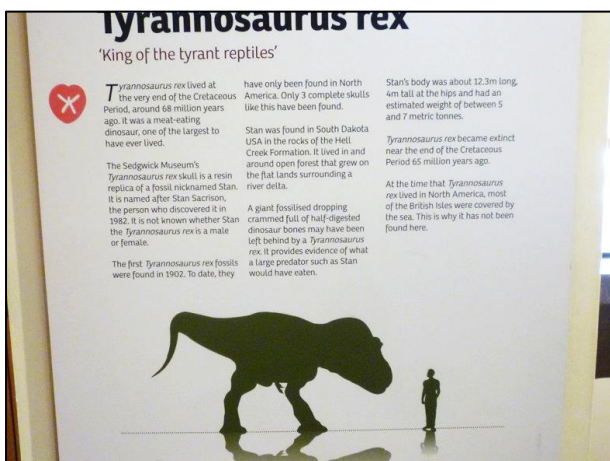 Tyrannosaurus rex
'King of the tyrant reptiles'
Tyrannosaurus rex lived at
the very end of the Cretaceous
Period, around 68 million years
ago. It was a meat-eating
dinosaur, one of the largest to
have ever lived.
The Sedgwick Museum's
Tyrannosaurus rex skull is a resin
replica of a fossil nicknamed Stan.
It is named after Stan Sacrison,
the person who discovered it in
1982. It is not known whether Stan
the Tyrannosaurus rex is a male
or female.
The first Tyrannosaurus rex fossils
were found in 1902. To date, they
have only been found in North
America. Only 3 complete skulls
like this have been found.
Stan was found in South Dakota
USA in the rocks of the Hell
Creek Formation. It lived in and
around open forest that grew on
the flat lands surrounding a
river delta.
A giant fossilised dropping
crammed full of half-digested
dinosaur bones may have been
left behind by a Tyrannosaurus
rex. It provides evidence of what
a large predator such as Stan
would have eaten.
Stan's body was about 12.3m long,
4m tall at the hips and had an
estimated weight of between 5
and 7 metric tonnes.
Tyrannosaurus rex became extinct
near the end of the Cretaceous
Period 65 million years ago.
At the time that Tyrannosaurus
rex lived in North America, most
of the British Isles were covered by
the sea. This is why it has not been
found here.